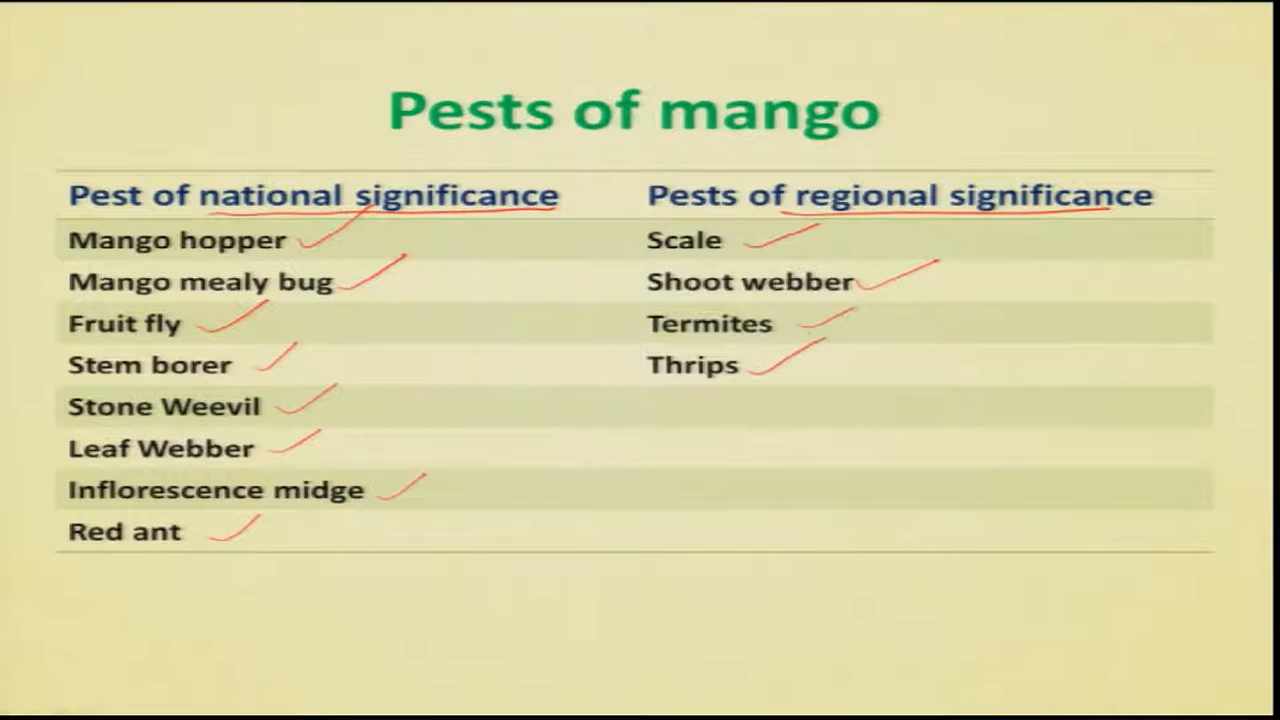 Pests of mango
Pest of national significance Pests of regional significance
Mango hopper Scale
Mango mealy bug Shoot webber
Fruit fly Termites
Stem borer Thrips
Stone Weevil
Leaf Webber
Inflorescence midge
Red ant